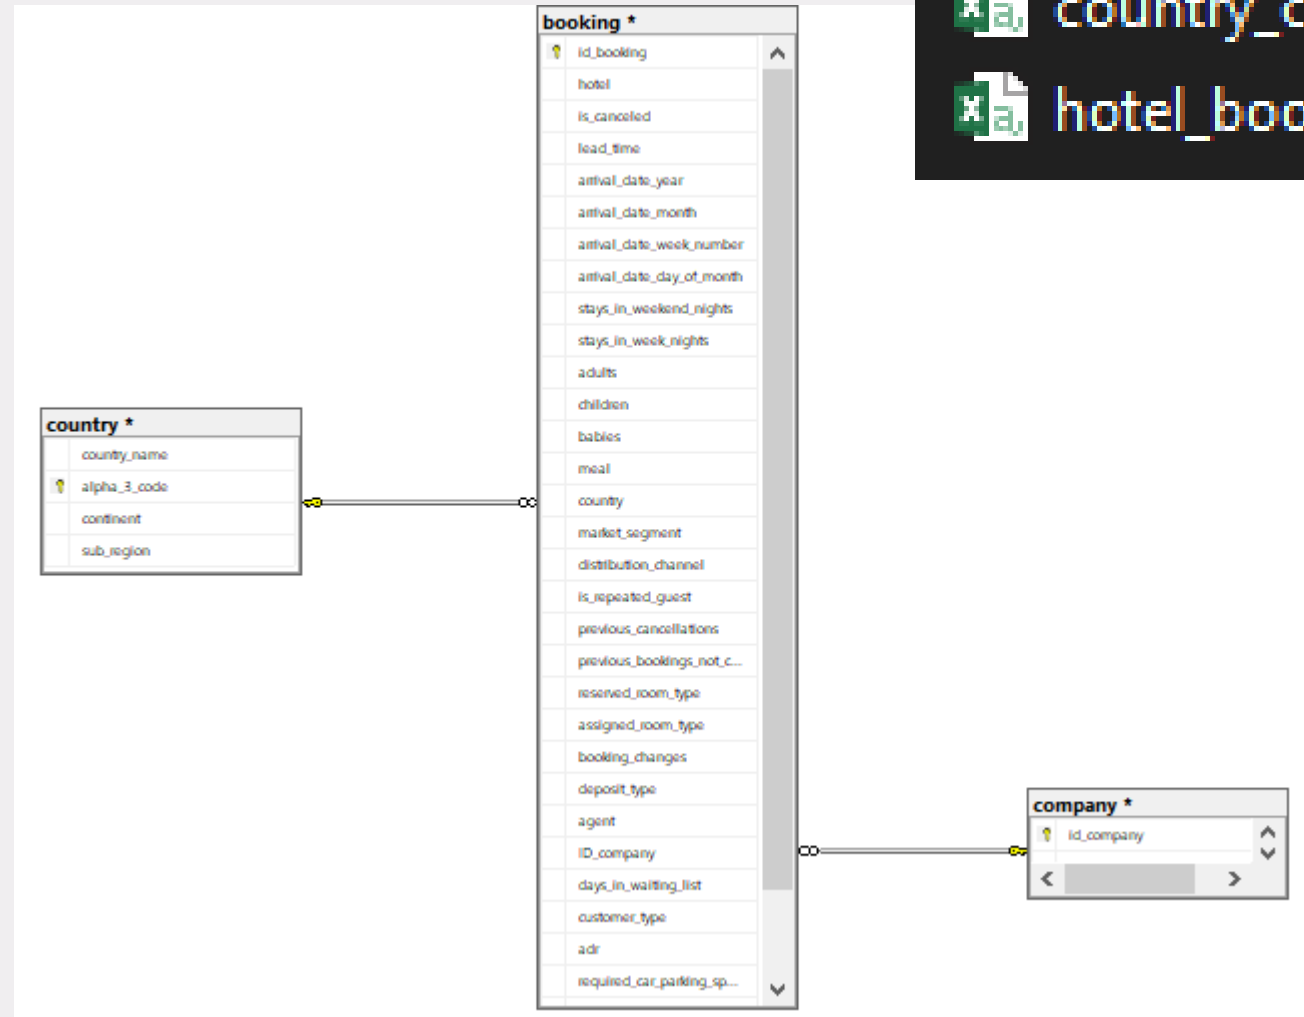 booking *
id_booking
hotel
is_canceled
lead_time
arrival_date_year
arrival_date_month
arrival_date_week_number
arrival_date_day_of_month
stays_in_weekend_nights
stays_in_week_nights
adults
children
babies
meal
country
market_segment
distribution_channel
is_repeated_guest
previous_cancellations
previous_bookings_not_c...
reserved_room_type
assigned_room_type
booking_changes
deposit_type
agent
ID_company
days_in_waiting_list
customer_type
adr
required_car_parking_sp...
country *
country_name
alpha_3_code
continent
sub_region
company *
id_company
country_c
hotel_boo